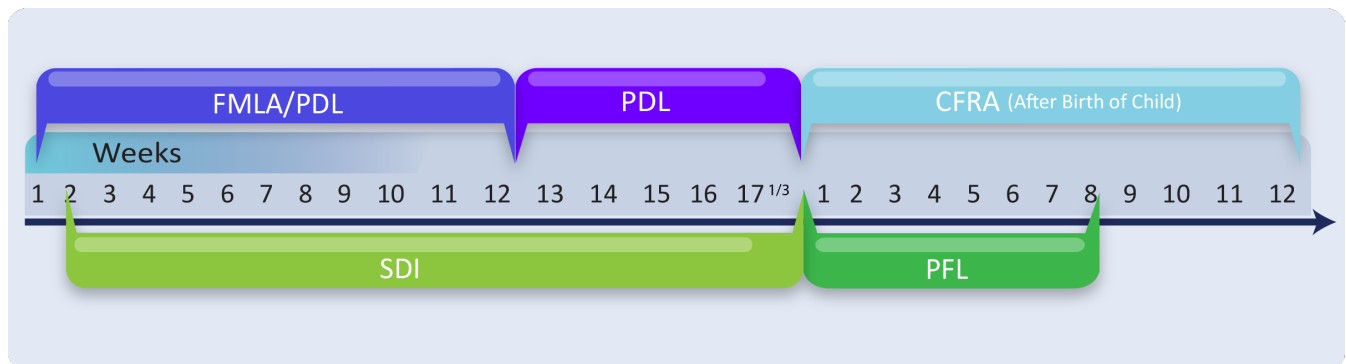 FMLA/PDL PDL CFRA (After Birth of Child)
Weeks
1 2 3 4 5 6 7 8 9 10 11 12 13 14 15 16 17 1/3 1 2 3 4 5 6 7 8 9 10 11 12
SDI PFL